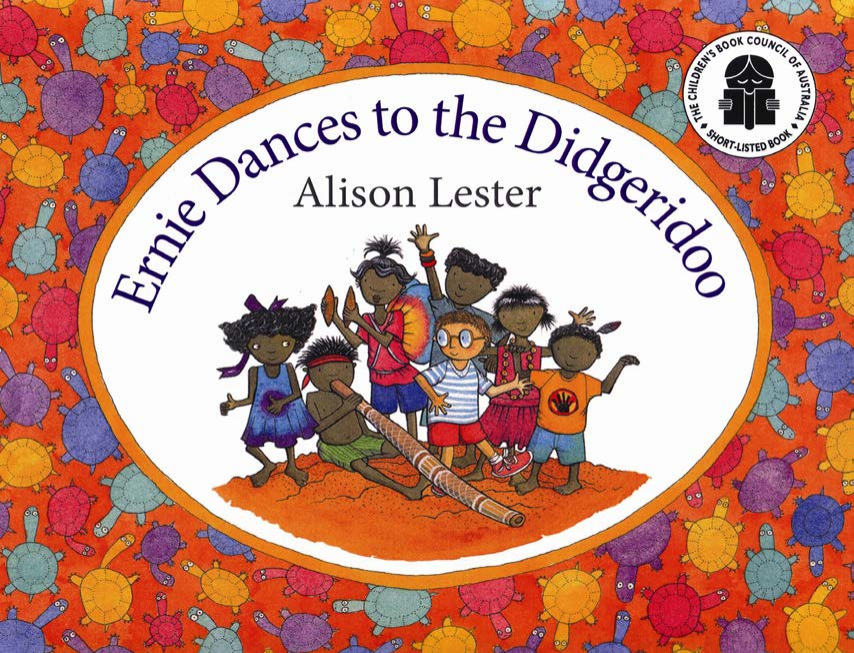 Ernie Dances to the Didgeridoo
Alison Lester
THE CHILDREN'S BOOK COUNCIL OF AUSTRALIA
SHORT-LISTED BOOK